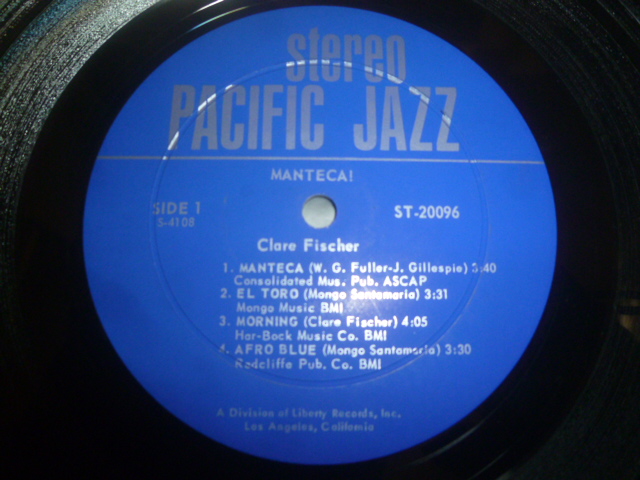 stereo
PACIFIC JAZZ
MANTECA!
SIDE 1
S-4108
ST-20096
Clare Fischer
1. MANTECA (W. G. Fuller-J. Gillespie) 3:40
Consolidated Mus. Pub. ASCAP
2. EL TORO (Mongo Santamaria) 3:31
Mongo Music BMI
3. MORNING (Clare Fischer) 4:05
Har-Bock Music Co. BMI
4. AFRO BLUE (Mongo Santamaria) 3:30
Radcliffe Pub. Co. BMI
A Division of Liberty Records, Inc.
Los Angeles, California